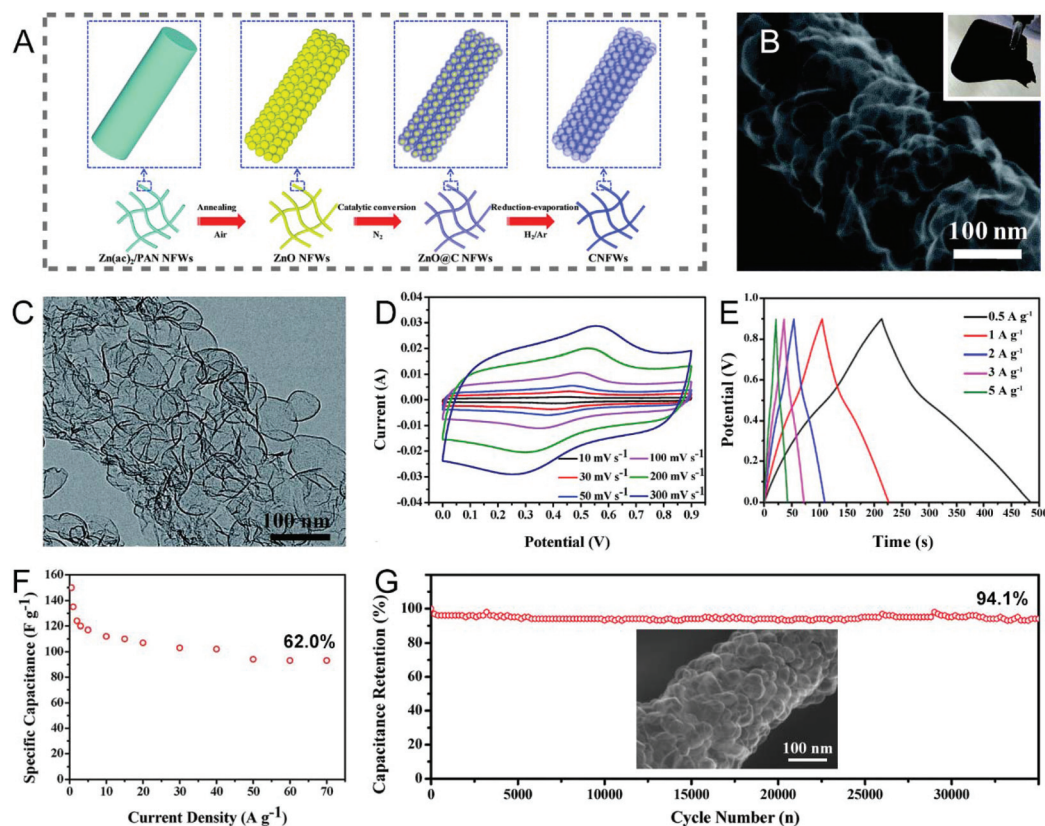 A
Annealing
Air
Catalytic conversion
N2
Reduction-evaporation
H2/Ar
Zn(ac)2/PAN NFWs
ZnO NFWs
ZnO@C NFWs
CNFWs
B
100 nm
C
100 nm
D
Current (A)
0.04
0.03
0.02
0.01
0.00
-0.01
-0.02
-0.03
-0.04
10 mV s-1
100 mV s-1
30 mV s-1
200 mV s-1
50 mV s-1
300 mV s-1
0.0 0.1 0.2 0.3 0.4 0.5 0.6 0.7 0.8 0.9
Potential (V)
E
Potential (V)
1.0
0.8
0.6
0.4
0.2
0.0
0.5 A g-1
1 A g-1
2 A g-1
3 A g-1
5 A g-1
0 50 100 150 200 250 300 350 400 450 500
Time (s)
F
Specific Capacitance (F g-1)
160
140
120
100
80
60
40
20
0
62.0%
0 10 20 30 40 50 60 70
Current Density (A g-1)
G
Capacitance Retention (%)
120
100
80
60
40
20
0
94.1%
100 nm
0 5000 10000 15000 20000 25000 30000
Cycle Number (n)